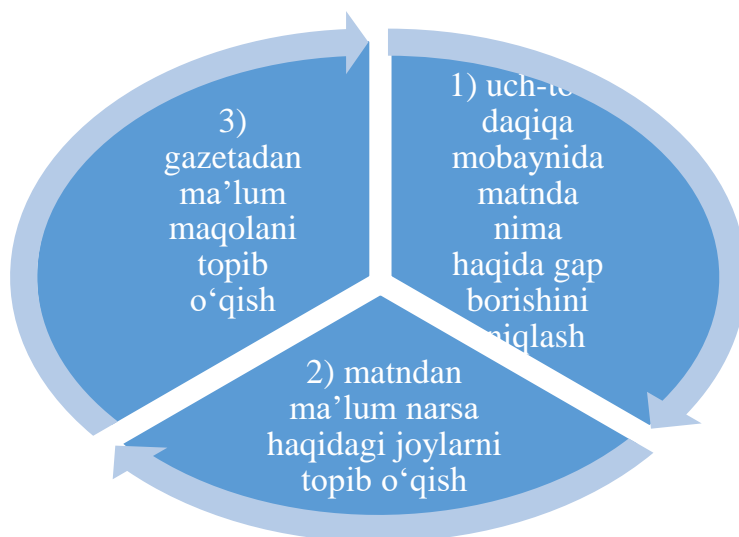 1)
daqiqa
mobaynida
matnda
nima
haqida gap
borishini
2) matndan
ma’lum narsa
haqidagi joylarni
topib o‘qish
3)
gazetadan
ma’lum
maqolani
topib
o‘qish